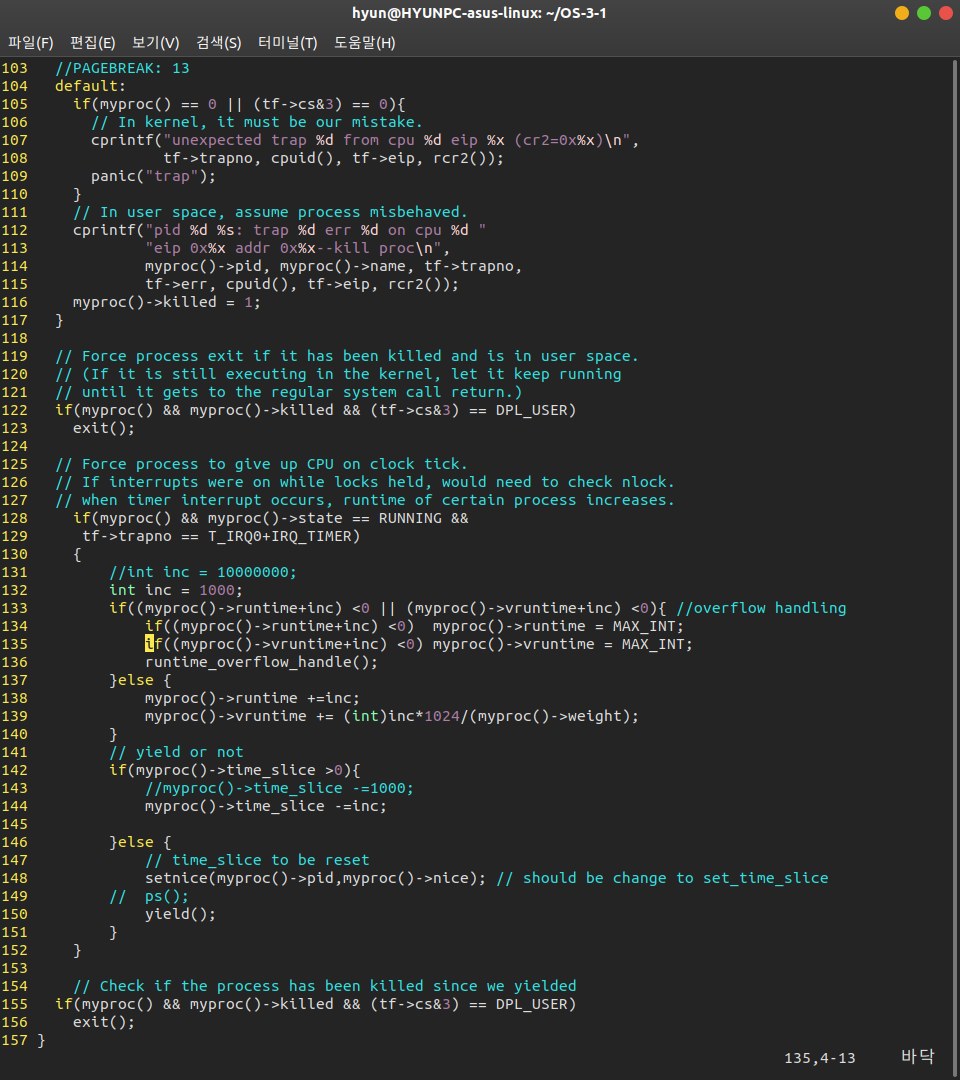 hyun@HYUNPC-asus-linux: ~/OS-3-1
파일(F) 편집(E) 보기(V) 검색(S) 터미널(T) 도움말(H)
103   //PAGEBREAK: 13
104   default:
105     if(myproc() == 0 || (tf->cs&3) == 0){
106       // In kernel, it must be our mistake.
107       cprintf("unexpected trap %d from cpu %d eip %x (cr2=0x%x)\n",
108               tf->trapno, cpuid(), tf->eip, rcr2());
109       panic("trap");
110     }
111     // In user space, assume process misbehaved.
112     cprintf("pid %d %s: trap %d err %d on cpu %d "
113             "eip 0x%x addr 0x%x--kill proc\n",
114             myproc()->pid, myproc()->name, tf->trapno,
115             tf->err, cpuid(), tf->eip, rcr2());
116     myproc()->killed = 1;
117   }
118
119   // Force process exit if it has been killed and is in user space.
120   // (If it is still executing in the kernel, let it keep running
121   // until it gets to the regular system call return.)
122   if(myproc() && myproc()->killed && (tf->cs&3) == DPL_USER)
123     exit();
124
125   // Force process to give up CPU on clock tick.
126   // If interrupts were on while locks held, would need to check nlock.
127   // when timer interrupt occurs, runtime of certain process increases.
128     if(myproc() && myproc()->state == RUNNING &&
129      tf->trapno == T_IRQ0+IRQ_TIMER)
130     {
131         //int inc = 10000000;
132         int inc = 1000;
133         if((myproc()->runtime+inc) <0 || (myproc()->vruntime+inc) <0){ //overflow handling
134             if((myproc()->runtime+inc) <0)  myproc()->runtime = MAX_INT;
135             if((myproc()->vruntime+inc) <0) myproc()->vruntime = MAX_INT;
136             runtime_overflow_handle();
137         }else {
138             myproc()->runtime +=inc;
139             myproc()->vruntime += (int)inc*1024/(myproc()->weight);
140         }
141         // yield or not
142         if(myproc()->time_slice >0){
143             //myproc()->time_slice -=1000;
144             myproc()->time_slice -=inc;
145
146         }else {
147             // time_slice to be reset
148             setnice(myproc()->pid,myproc()->nice); // should be change to set_time_slice
149         //  ps();
150             yield();
151         }
152     }
153
154     // Check if the process has been killed since we yielded
155   if(myproc() && myproc()->killed && (tf->cs&3) == DPL_USER)
156     exit();
157 }
135,4-13 바닥